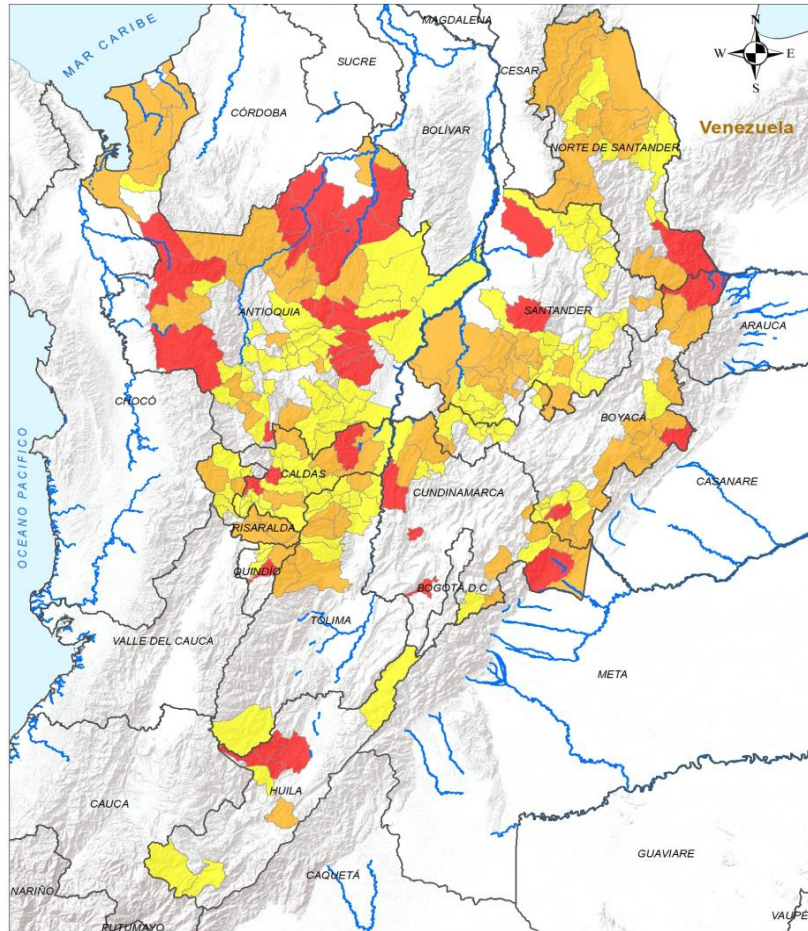 MAGDALENA
MAR CARIBE
N
W E
S
SUCRE
CESAR
CÓRDOBA
BOLÍVAR
Venezuela
NORTE DE SANTANDER
ANTIOQUIA
SANTANDER
ARAUCA
CHOCÓ
BOYACÁ
OCEANO PACIFICO
CALDAS
CUNDINAMARCA
CASANARE
RISARALDA
QUINDÍO
BOGOTÁ,D,C
TOLIMA
VALLE DEL CAUCA
META
HUILA
CAUCA
GUAVIARE
CAQUETÁ
NARIÑO
PUTUMAYO
VAUPÉ